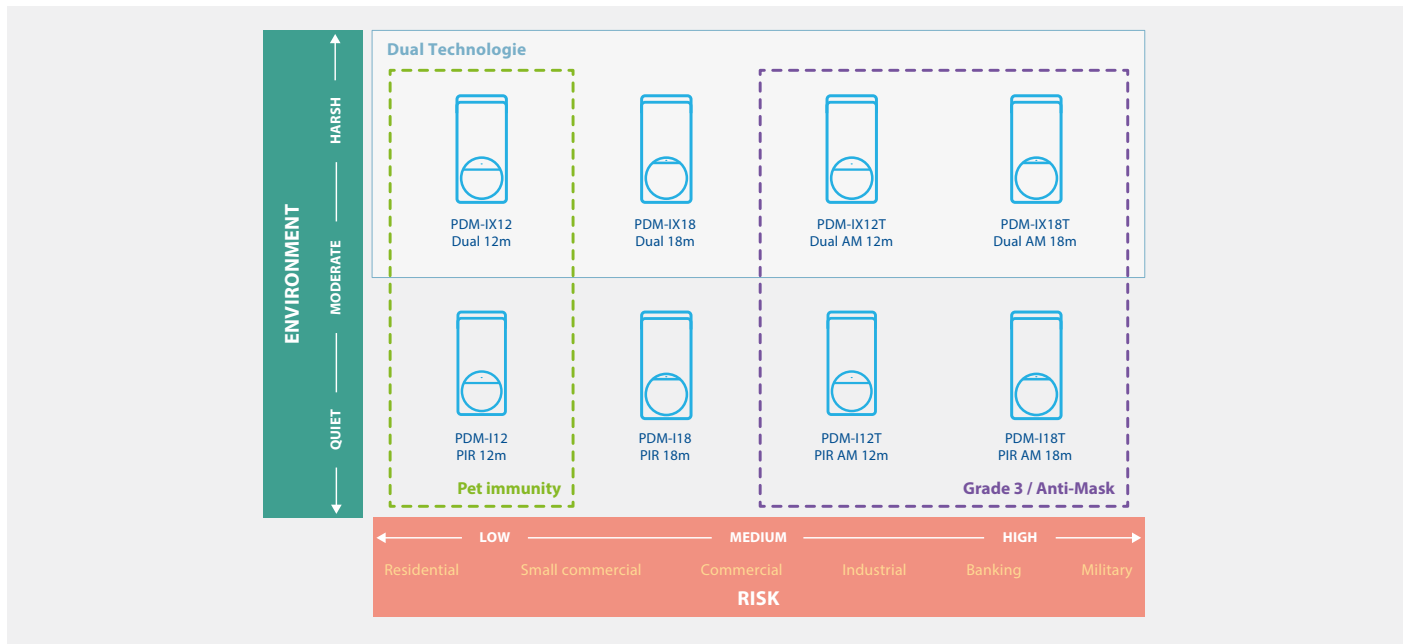 Dual Technologie
ENVIRONMENT
HARSH
MODERATE
QUIET
PDM-IX12
Dual 12m
PDM-IX18
Dual 18m
PDM-IX12T
Dual AM 12m
PDM-IX18T
Dual AM 18m
PDM-I12
PIR 12m
PDM-I18
PIR 18m
PDM-I12T
PIR AM 12m
PDM-I18T
PIR AM 18m
Pet immunity
Grade 3 / Anti-Mask
LOW MEDIUM HIGH
Residential Small commercial Commercial Industrial Banking Military
RISK